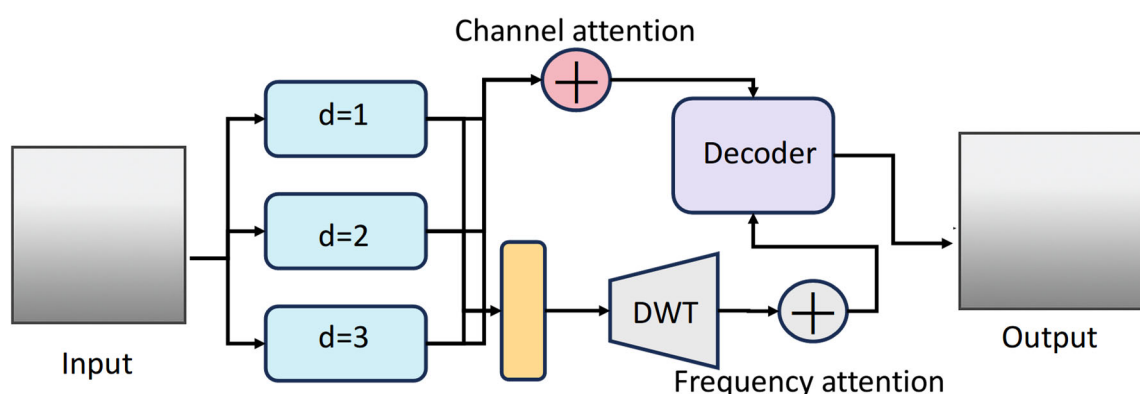 Channel attention
d=1
d=2
d=3
Decoder
DWT
Input
Output
Frequency attention